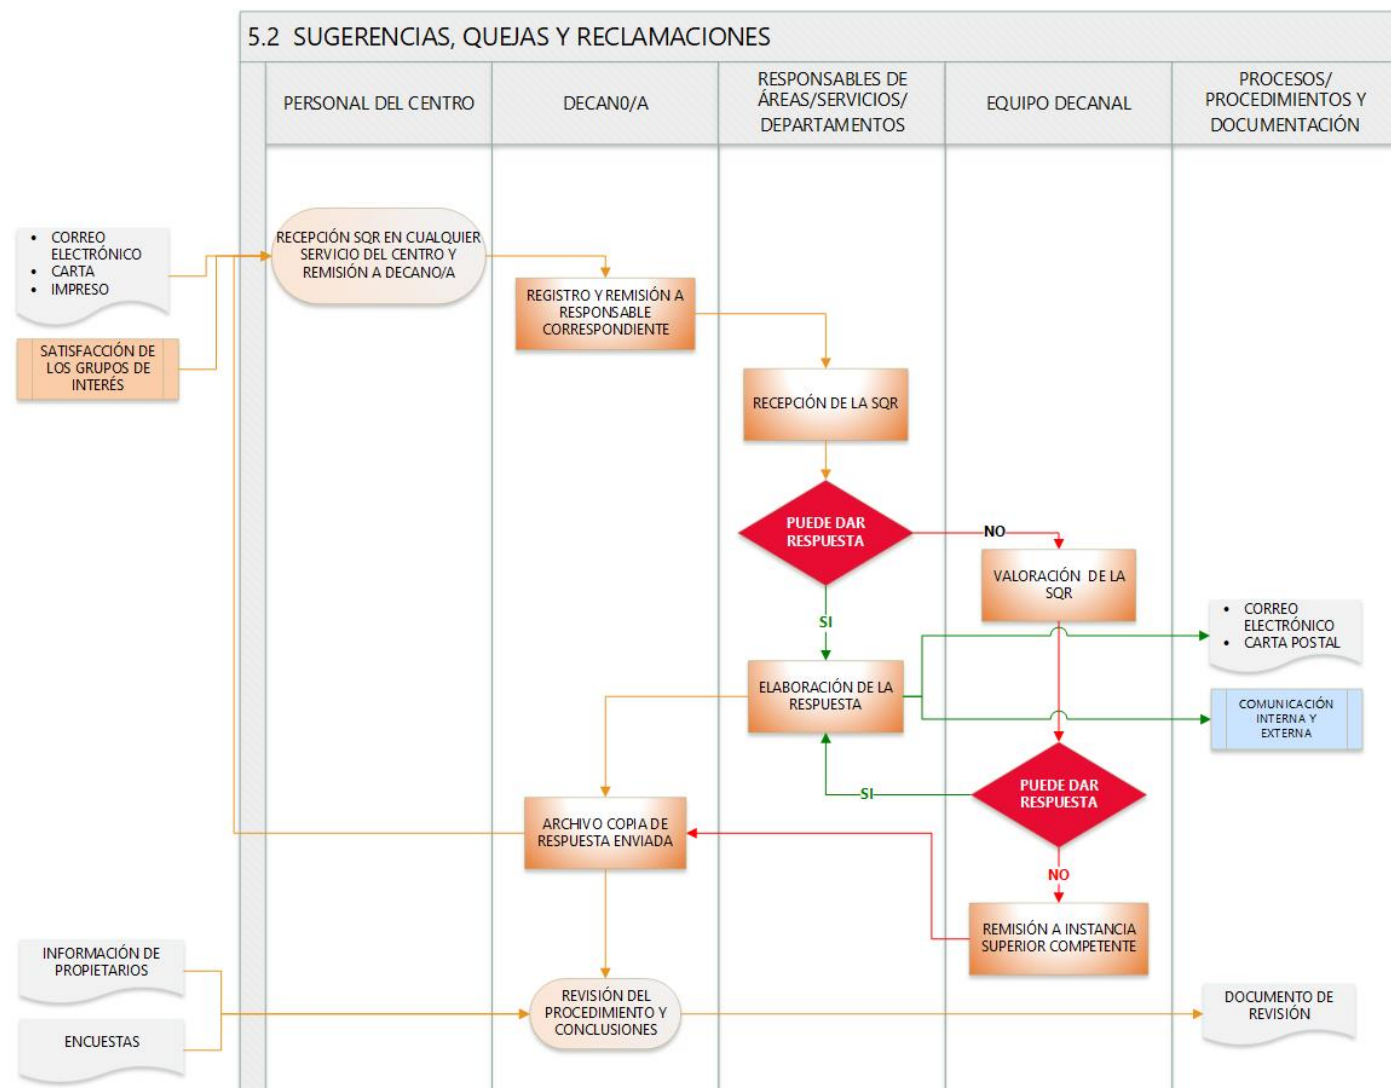 5.2 SUGERENCIAS, QUEJAS Y RECLAMACIONES
PERSONAL DEL CENTRO
DECAN0/A
RESPONSABLES DE
ÁREAS/SERVICIOS/
DEPARTAMENTOS
EQUIPO DECANAL
PROCESOS/
PROCEDIMIENTOS Y
DOCUMENTACIÓN
• CORREO
ELECTRÓNICO
• CARTA
• IMPRESO
SATISFACCIÓN DE
LOS GRUPOS DE
INTERÉS
RECEPCIÓN SQR EN CUALQUIER
SERVICIO DEL CENTRO Y
REMISIÓN A DECANO/A
REGISTRO Y REMISIÓN A
RESPONSABLE
CORRESPONDIENTE
RECEPCIÓN DE LA SQR
PUEDE DAR
RESPUESTA
NO
VALORACIÓN DE LA
SQR
SI
ELABORACIÓN DE LA
RESPUESTA
• CORREO
ELECTRÓNICO
• CARTA POSTAL
COMUNICACIÓN
INTERNA Y
EXTERNA
PUEDE DAR
RESPUESTA
SI
NO
ARCHIVO COPIA DE
RESPUESTA ENVIADA
REMISIÓN A INSTANCIA
SUPERIOR COMPETENTE
INFORMACIÓN DE
PROPIETARIOS
ENCUESTAS
REVISIÓN DEL
PROCEDIMIENTO Y
CONCLUSIONES
DOCUMENTO DE
REVISIÓN